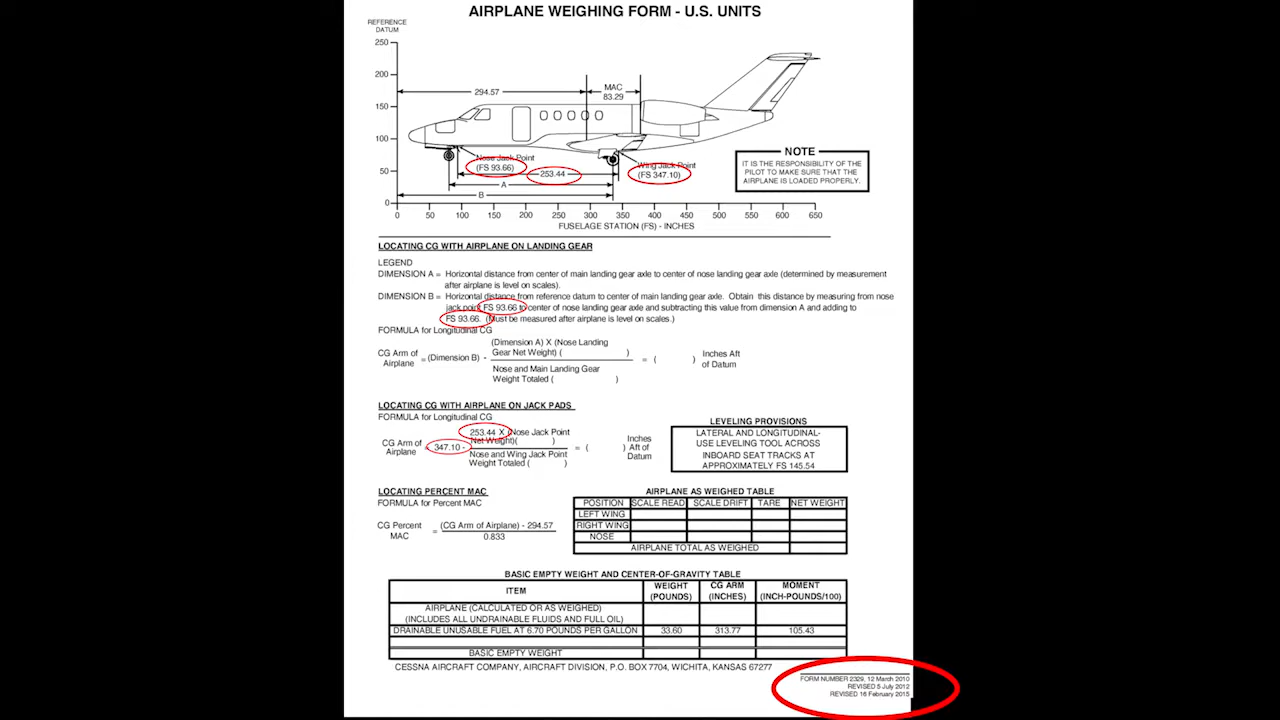 AIRPLANE WEIGHING FORM - U.S. UNITS
REFERENCE
DATUM
250
200
150
100
50
0
294.57
MAC
83.29
Nose Jack Point
(FS 93.66)
253.44
Wing Jack Point
(FS 347.10)
A
B
0 50 100 150 200 250 300 350 400 450 500 550 600 650
FUSELAGE STATION (FS) - INCHES
NOTE
IT IS THE RESPONSIBILITY OF THE
PILOT TO MAKE SURE THAT THE
AIRPLANE IS LOADED PROPERLY.
LOCATING CG WITH AIRPLANE ON LANDING GEAR
LEGEND
DIMENSION A = Horizontal distance from center of main landing gear axle to center of nose landing gear axle (determined by measurement
after airplane is level on scales).
DIMENSION B = Horizontal distance from reference datum to center of main landing gear axle. Obtain this distance by measuring from nose
jack point FS 93.66 to center of nose landing gear axle and subtracting this value from dimension A and adding to
FS 93.66. (Must be measured after airplane is level on scales.)
FORMULA for Longitudinal CG
CG Arm of
Airplane = (Dimension B) -
(Dimension A) X (Nose Landing
Gear Net Weight) ( )
Nose and Main Landing Gear
Weight Totaled ( )
= ( ) Inches Aft
of Datum
LOCATING CG WITH AIRPLANE ON JACK PADS
FORMULA for Longitudinal CG
CG Arm of
Airplane = 347.10 -
253.44 X (Nose Jack Point
Net Weight)( )
Nose and Wing Jack Point
Weight Totaled ( )
= ( ) Inches
Aft of
Datum
LEVELING PROVISIONS
LATERAL AND LONGITUDINAL-
USE LEVELING TOOL ACROSS
INBOARD SEAT TRACKS AT
APPROXIMATELY FS 145.54
LOCATING PERCENT MAC
FORMULA for Percent MAC
CG Percent
MAC =
(CG Arm of Airplane) - 294.57
0.833
AIRPLANE AS WEIGHED TABLE
POSITION SCALE READ SCALE DRIFT TARE NET WEIGHT
LEFT WING
RIGHT WING
NOSE
AIRPLANE TOTAL AS WEIGHED
BASIC EMPTY WEIGHT AND CENTER-OF-GRAVITY TABLE
ITEM
WEIGHT
(POUNDS)
CG ARM
(INCHES)
MOMENT
(INCH-POUNDS/100)
AIRPLANE (CALCULATED OR AS WEIGHED)
(INCLUDES ALL UNDRAINABLE FLUIDS AND FULL OIL)
DRAINABLE UNUSABLE FUEL AT 6.70 POUNDS PER GALLON 33.60 313.77 105.43
BASIC EMPTY WEIGHT
CESSNA AIRCRAFT COMPANY, AIRCRAFT DIVISION, P.O. BOX 7704, WICHITA, KANSAS 67277
FORM NUMBER 2329, 12 March 2010
REVISED 5 July 2012
REVISED 16 February 2015